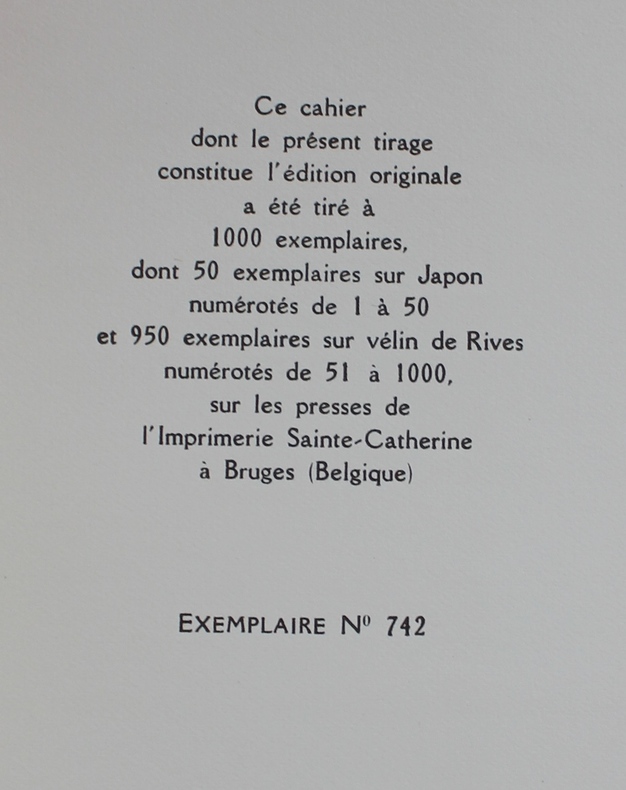 Ce cahier
dont le présent tirage
constitue l'édition originale
a été tiré à
1000 exemplaires,
dont 50 exemplaires sur Japon
numérotés de 1 à 50
et 950 exemplaires sur vélin de Rives
numérotés de 51 à 1000,
sur les presses de
l'Imprimerie Sainte-Catherine
à Bruges (Belgique)
EXEMPLAIRE Nº 742